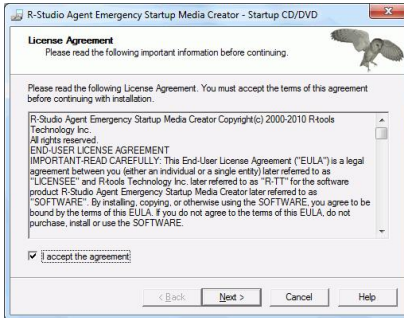 R-Studio Agent Emergency Startup Media Creator - Startup CD/DVD
License Agreement
Please read the following important information before continuing.
Please read the following License Agreement. You must accept the terms of this agreement
before continuing with installation.
R-Studio Agent Emergency Startup Media Creator Copyright(c) 2000-2010 R-tools
Technology Inc.
All rights reserved.
END-USER LICENSE AGREEMENT
IMPORTANT-READ CAREFULLY: This End-User License Agreement ("EULA") is a legal
agreement between you (either an individual or a single entity) later referred to as
"LICENSEE" and R-tools Technology Inc. later referred to as "R-TT" for the software
product R-Studio Agent Emergency Startup Media Creator later referred to as
"SOFTWARE". By installing, copying, or otherwise using the SOFTWARE, you agree to be
bound by the terms of this EULA. If you do not agree to the terms of this EULA, do not
purchase, install or use the SOFTWARE.
I accept the agreement
< Back Next > Cancel Help